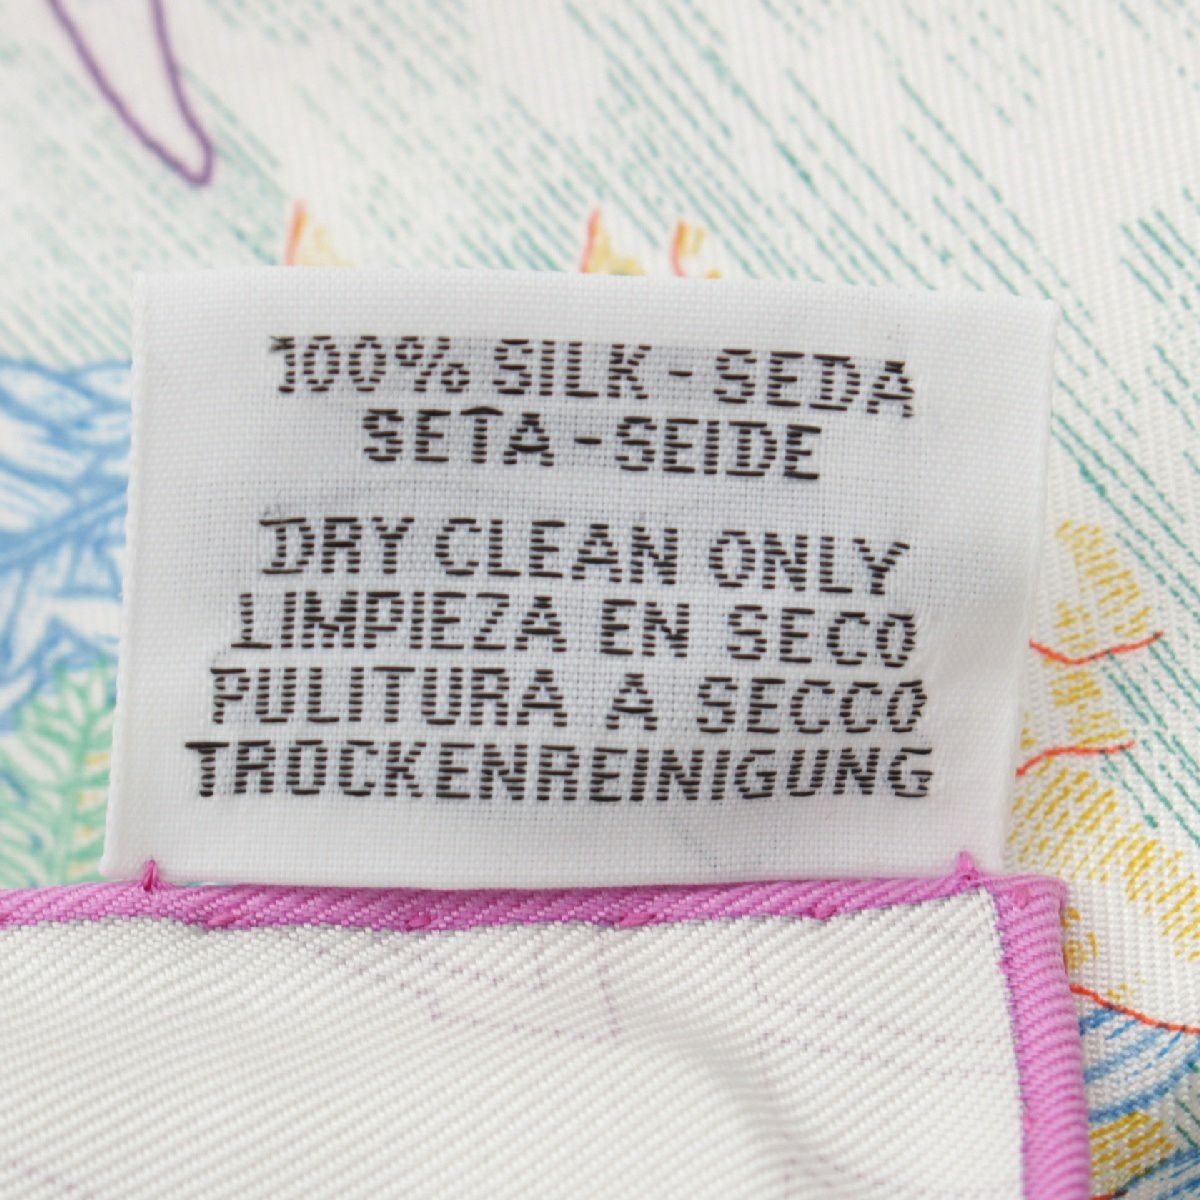 100% SILK - SEDA
SETA - SEIDE
DRY CLEAN ONLY
LIMPIEZA EN SECO
PULITURA A SECCO
TROCKENREINIGUNG